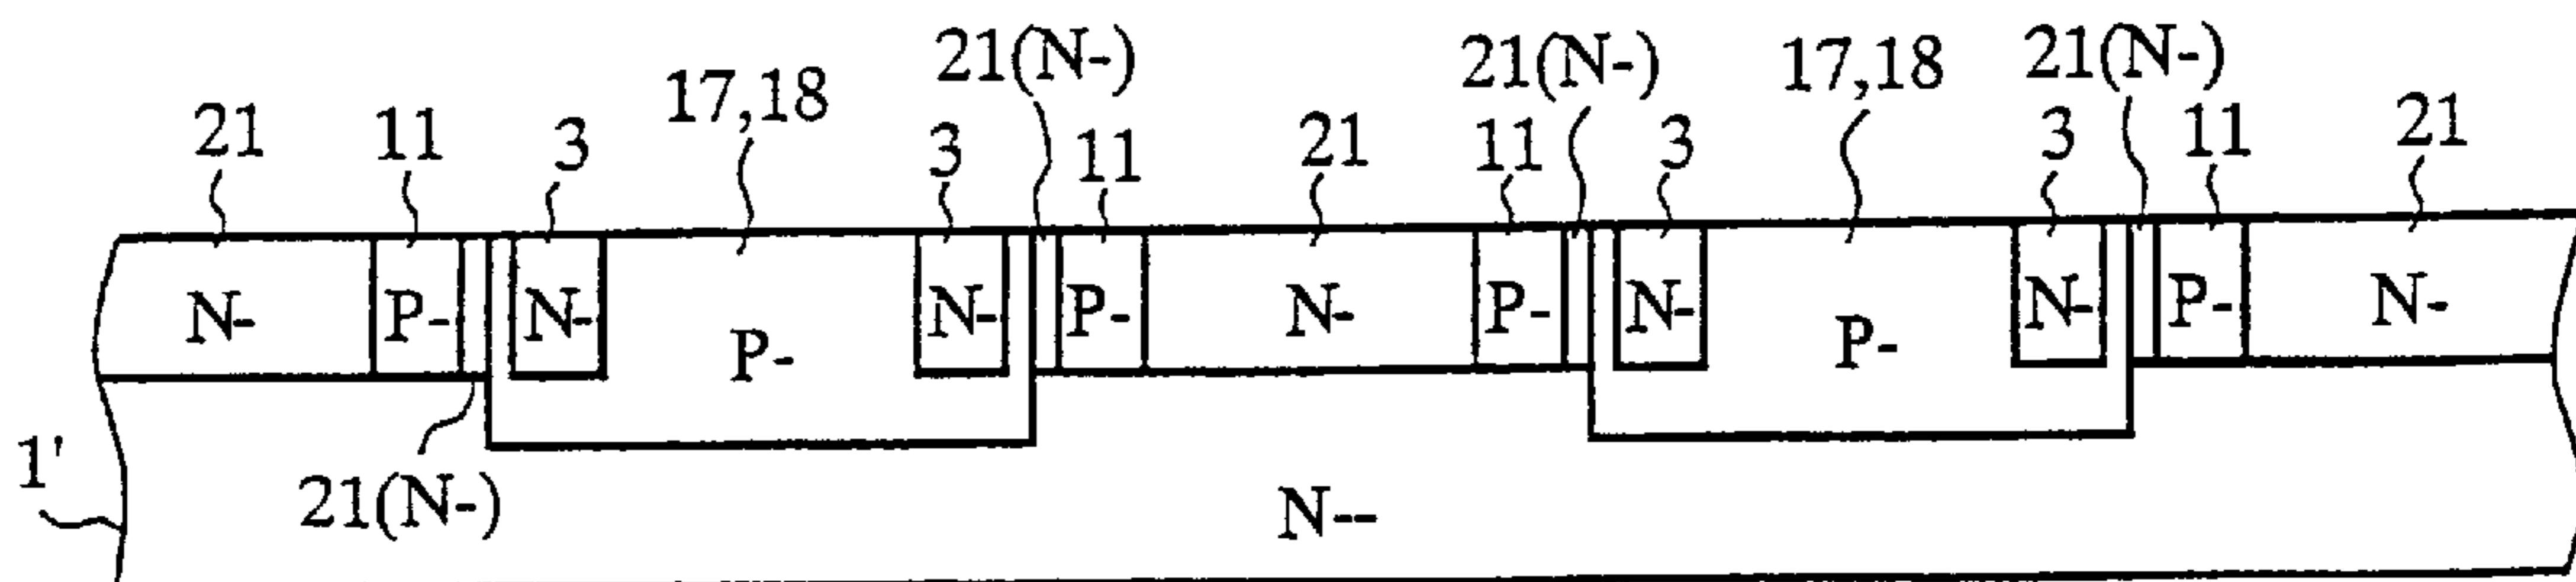 21(N-) 21(N-) 21(N-)
17,18 17,18
21 11 3 3 11 21 11 3 3 11 21
N- P- N- P- N- P- N- P- N- P- N- P- N-
1'
21(N-)
N--